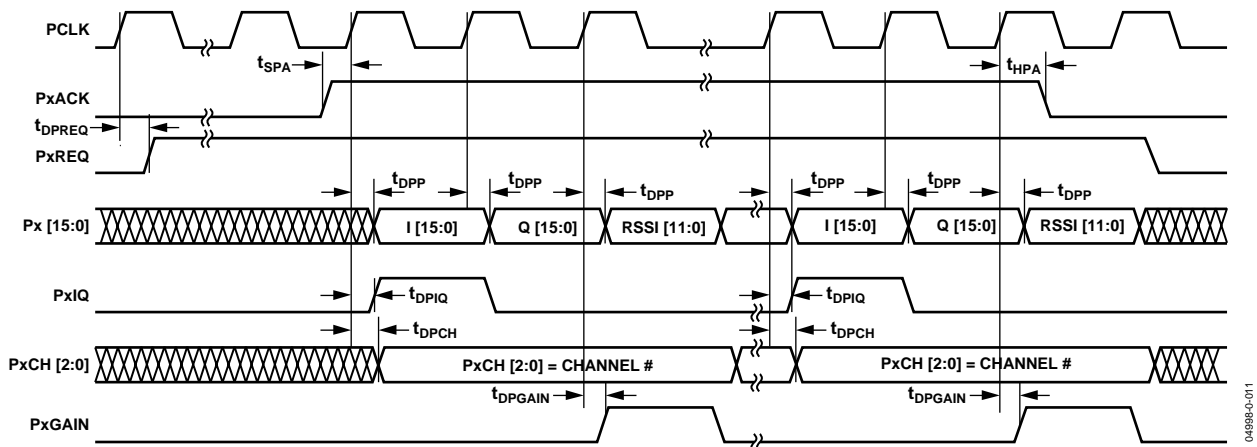 PCLK
tSPA
tHPA
PxACK
tDPREQ
PxREQ
tDPP tDPP tDPP tDPP tDPP tDPP
Px [15:0] I [15:0] Q [15:0] RSSI [11:0] I [15:0] Q [15:0] RSSI [11:0]
PxIQ tDPIQ tDPIQ
tDPCH tDPCH
PxCH [2:0] PxCH [2:0] = CHANNEL # PxCH [2:0] = CHANNEL #
tDPGAIN tDPGAIN
PxGAIN
04998-0-011